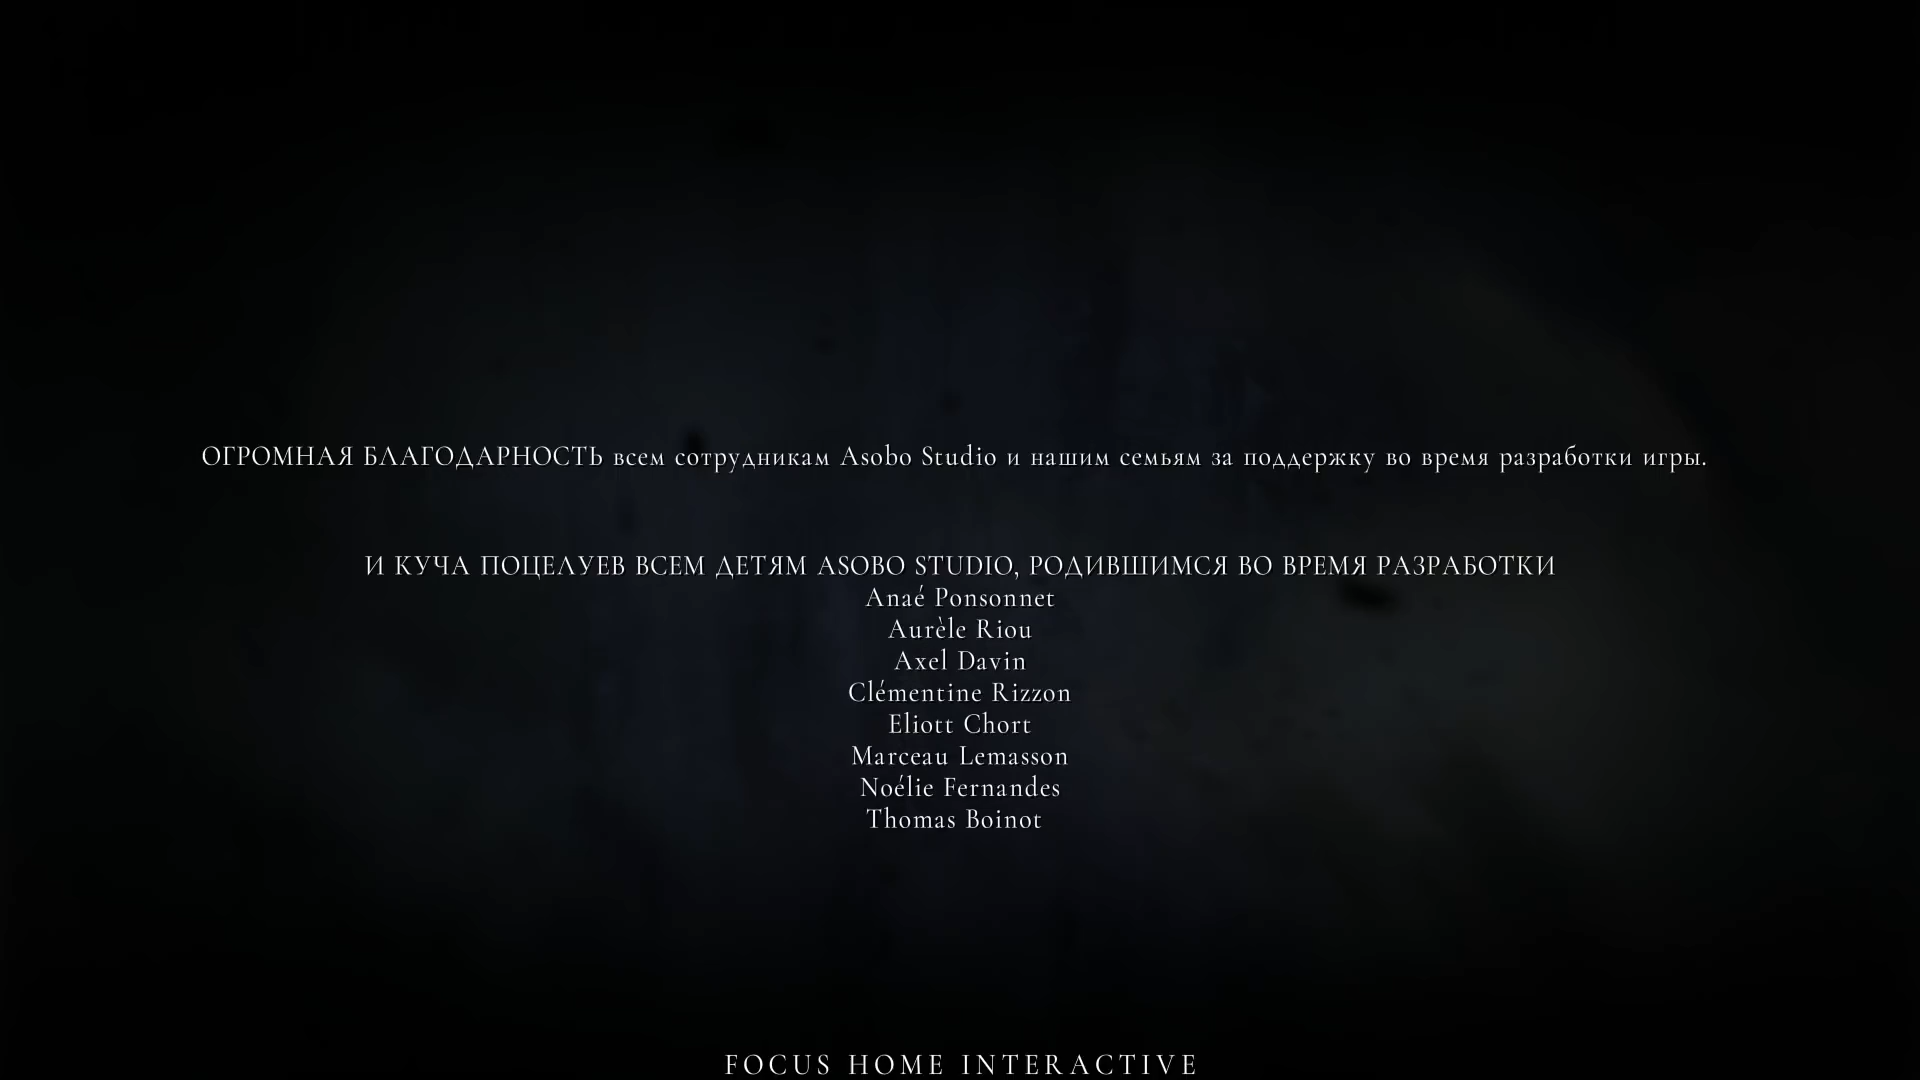 ОГРОМНАЯ БЛАГОДАРНОСТЬ всем сотрудникам Asobo Studio и нашим семьям за поддержку во время разработки игры.
И КУЧА ПОЦЕЛУЕВ ВСЕМ ДЕТЯМ ASOBO STUDIO, РОДИВШИМСЯ ВО ВРЕМЯ РАЗРАБОТКИ
Anaé Ponsonnet
Aurèle Riou
Axel Davin
Clémentine Rizzon
Eliott Chort
Marceau Lemasson
Noélie Fernandes
Thomas Boinot
FOCUS HOME INTERACTIVE